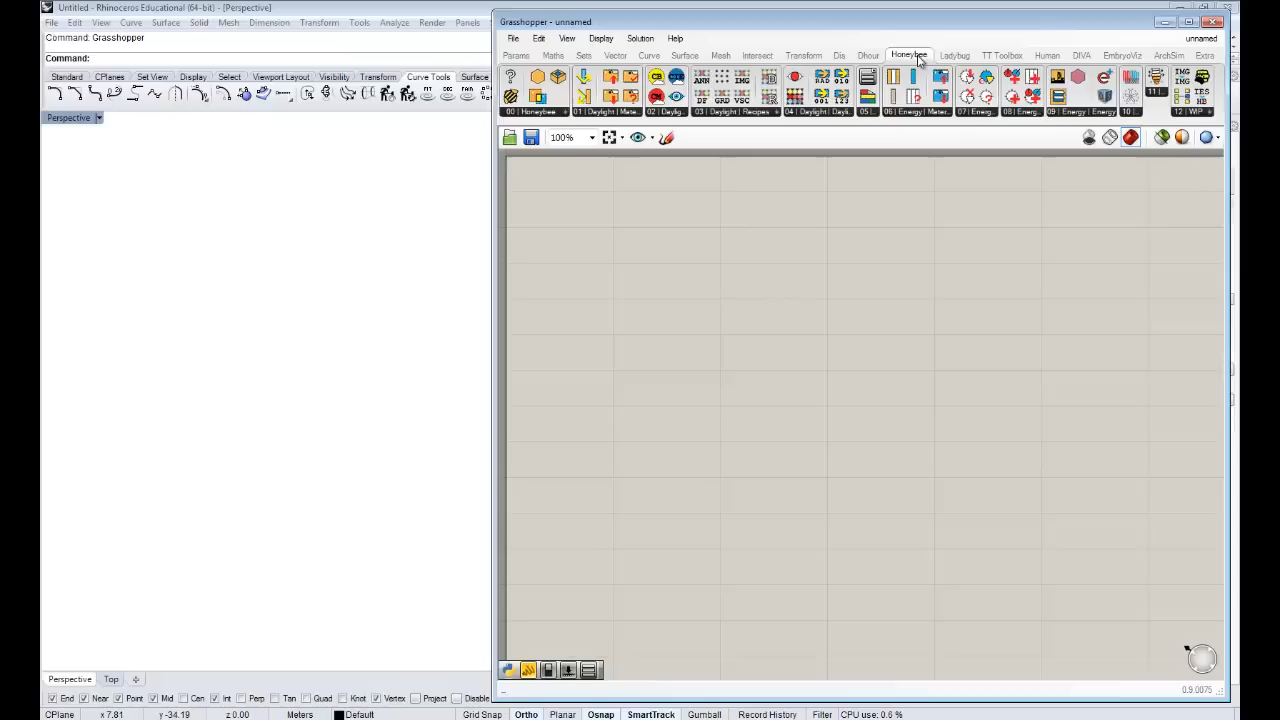 Untitled - Rhinoceros Educational (64-bit) - [Perspective]
File Edit View Curve Surface Solid Mesh Dimension Transform Tools Analyze Render Panels
Command: Grasshopper
Command:
Standard CPlanes Set View Display Select Viewport Layout Visibility Transform Curve Tools Surface
Perspective
Grasshopper - unnamed
File Edit View Display Solution Help unnamed
Params Maths Sets Vector Curve Surface Mesh Intersect Transform Dis Dhour Honeybee Ladybug TT Toolbox Human DIVA EmbryoViz ArchSim Extra
00 | Honeybee 01 | Daylight | Mate... 02 | Daylig... 03 | Daylight | Recipes 04 | Daylight | Dayli... 05 |... 06 | Energy | Mater... 07 | Energ... 08 | Energ... 09 | Energy | Energy 10 |... 11 |... 12 | WIP
100%
0.9.0075
Perspective Top
End Near Point Mid Cen Int Perp Tan Quad Knot Vertex Project Disable
CPlane x 7.81 y -34.19 z 0.00 Meters Default Grid Snap Ortho Planar Osnap SmartTrack Gumball Record History Filter CPU use: 0.6 %